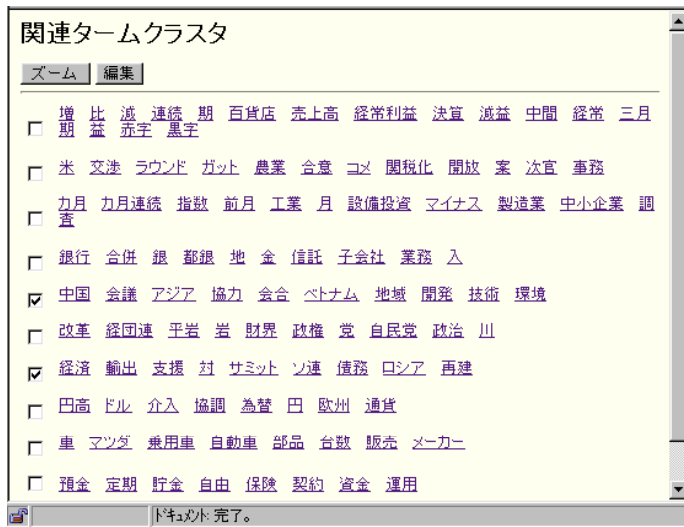 関連タームクラスタ
ズーム 編集
増 比 減 連続 期 百貨店 売上高 経常利益 決算 減益 中間 経常 三月
期 益 赤字 黒字
米 交渉 ラウンド ガット 農業 合意 コメ 関税化 開放 案 次官 事務
カ月 カ月連続 指数 前月 工業 月 設備投資 マイナス 製造業 中小企業 調
査
銀行 合併 銀 都銀 地 金 信託 子会社 業務 入
中国 会議 アジア 協力 会合 ベトナム 地域 開発 技術 環境
改革 経団連 平岩 岩 財界 政権 党 自民党 政治 川
経済 輸出 支援 対 サミット ソ連 債務 ロシア 再建
円高 ドル 介入 協調 為替 円 欧州 通貨
車 マツダ 乗用車 自動車 部品 台数 販売 メーカー
預金 定期 貯金 自由 保険 契約 資金 運用
ドキュメント: 完了。